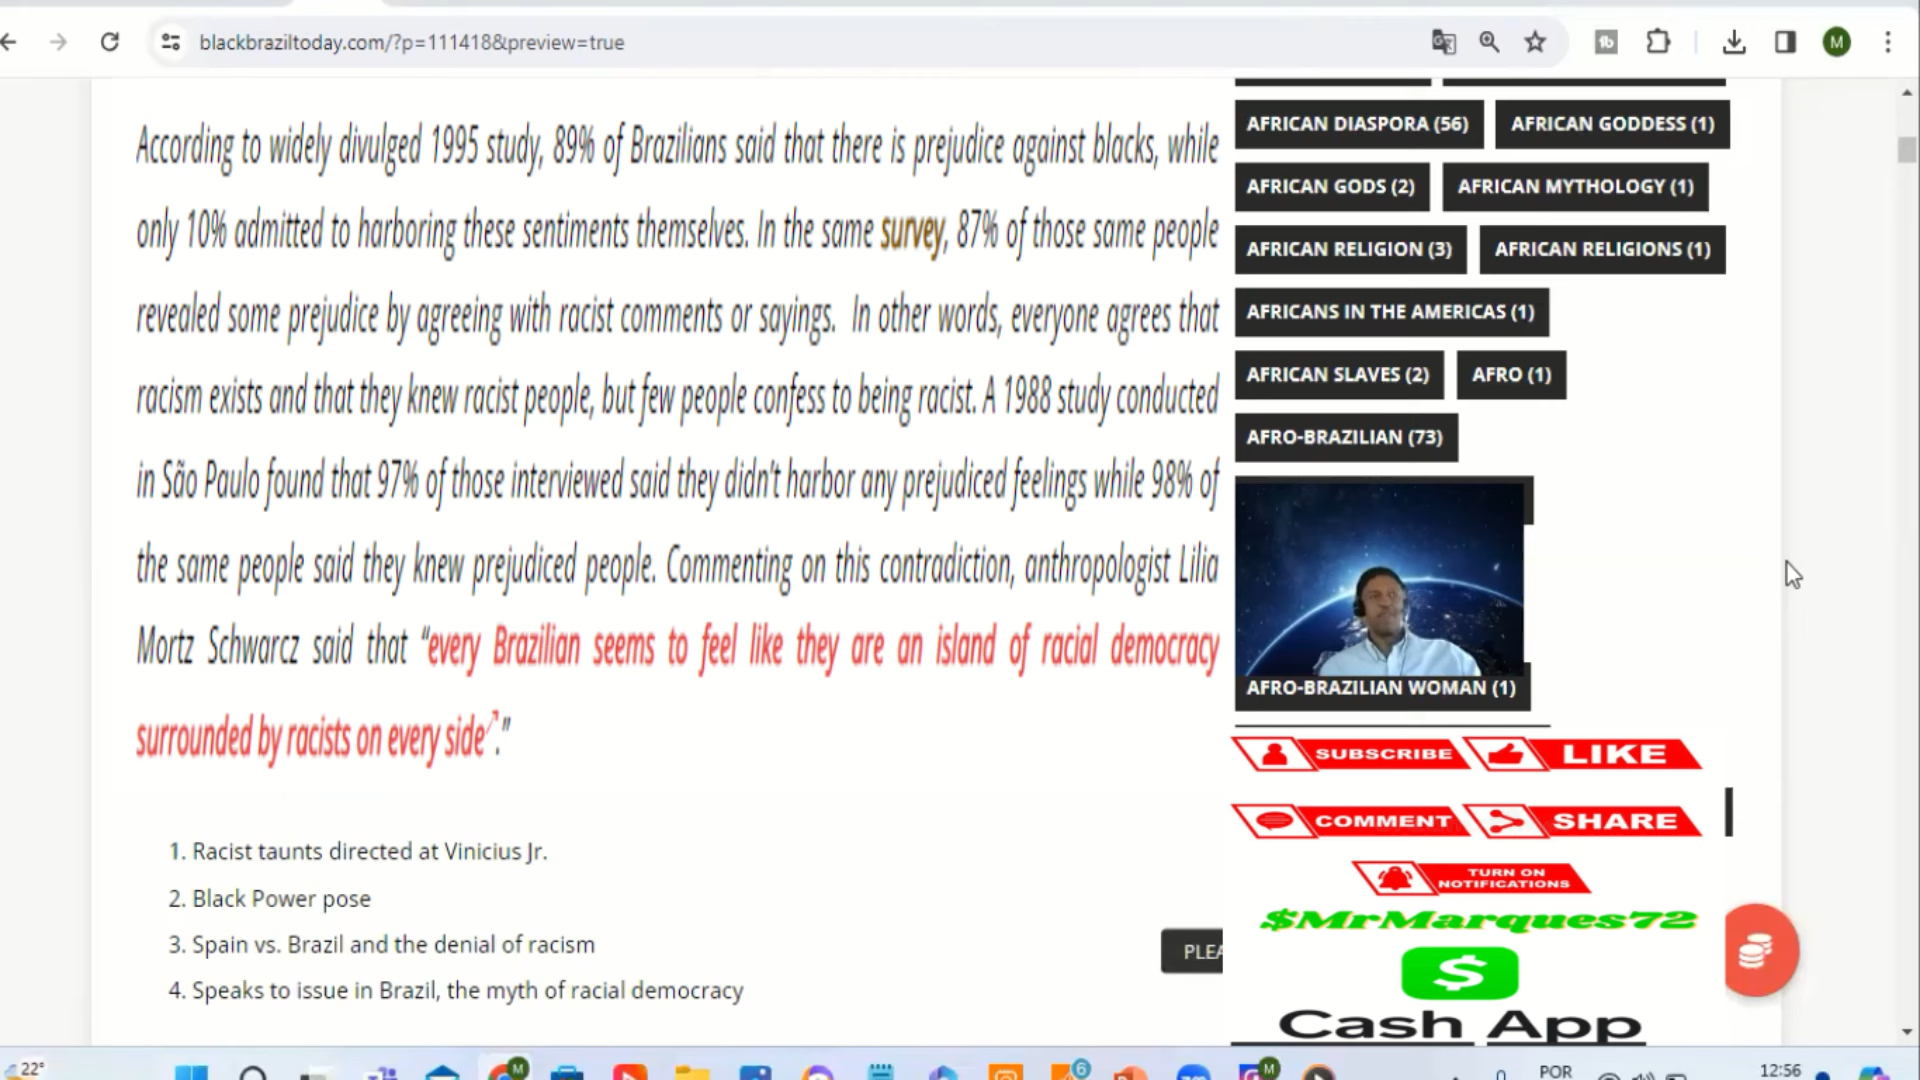 blackbraziltoday.com/?p=111418&preview=true
M
According to widely divulged 1995 study, 89% of Brazilians said that there is prejudice against blacks, while
only 10% admitted to harboring these sentiments themselves. In the same survey, 87% of those same people
revealed some prejudice by agreeing with racist comments or sayings. In other words, everyone agrees that
racism exists and that they knew racist people, but few people confess to being racist. A 1988 study conducted
in São Paulo found that 97% of those interviewed said they didn't harbor any prejudiced feelings while 98% of
the same people said they knew prejudiced people. Commenting on this contradiction, anthropologist Lilia
Mortz Schwarcz said that “every Brazilian seems to feel like they are an island of racial democracy
surrounded by racists on every side.”
1. Racist taunts directed at Vinicius Jr.
2. Black Power pose
3. Spain vs. Brazil and the denial of racism
4. Speaks to issue in Brazil, the myth of racial democracy
AFRICAN DIASPORA (56) AFRICAN GODDESS (1)
AFRICAN GODS (2) AFRICAN MYTHOLOGY (1)
AFRICAN RELIGION (3) AFRICAN RELIGIONS (1)
AFRICANS IN THE AMERICAS (1)
AFRICAN SLAVES (2) AFRO (1)
AFRO-BRAZILIAN (73)
AFRO-BRAZILIAN WOMAN (1)
SUBSCRIBE LIKE
COMMENT SHARE
TURN ON
NOTIFICATIONS
$MrMarques72
PLEA
$
Cash App
22°
M
6
M
POR
12:56